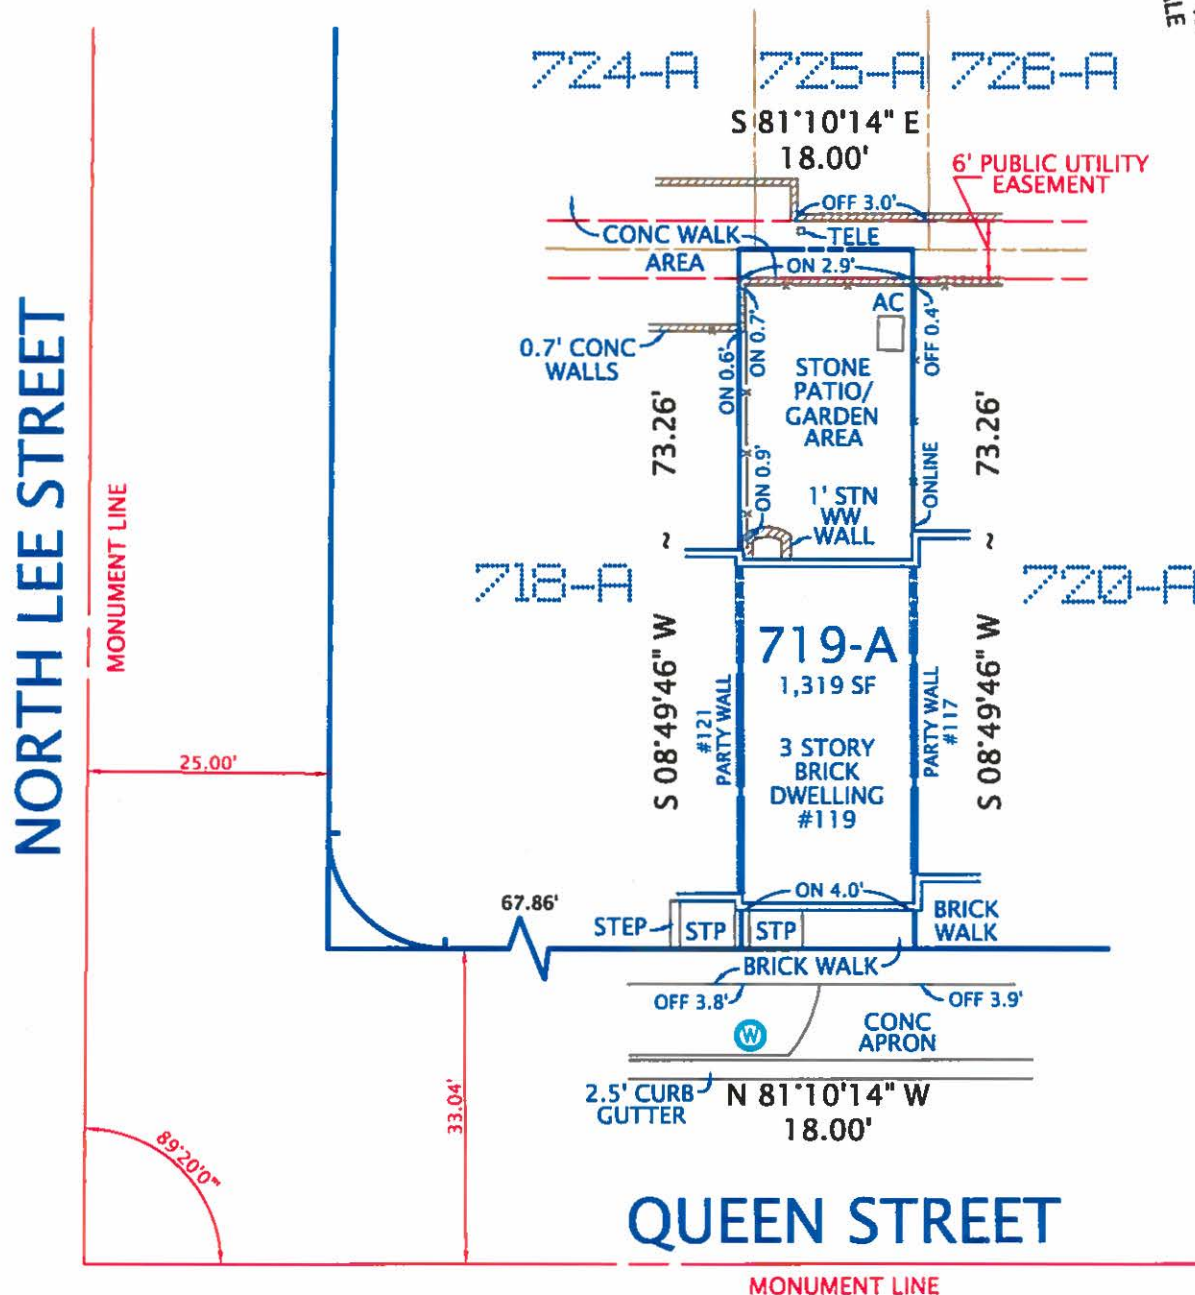 724-A
725-A
726-A
S 81°10'14" E
18.00'
6' PUBLIC UTILITY
EASEMENT
OFF 3.0'
CONC WALK
AREA
TELE
ON 2.9'
AC
0.7' CONC
WALLS
ON 0.6'
ON 0.7'
OFF 0.4'
STONE
PATIO/
GARDEN
AREA
73.26'
73.26'
ON 0.9'
ONLINE
1' STN
WW
WALL
~
~
NORTH LEE STREET
MONUMENT LINE
718-A
720-A
719-A
1,319 SF
S 08°49'46" W
#121
PARTY WALL
PARTY WALL
#117
S 08°49'46" W
3 STORY
BRICK
DWELLING
#119
25.00'
67.86'
ON 4.0'
STEP
STP
STP
BRICK
WALK
BRICK WALK
OFF 3.8'
OFF 3.9'
W
CONC
APRON
2.5' CURB
GUTTER
N 81°10'14" W
18.00'
33.04'
89°20'0"
QUEEN STREET
MONUMENT LINE